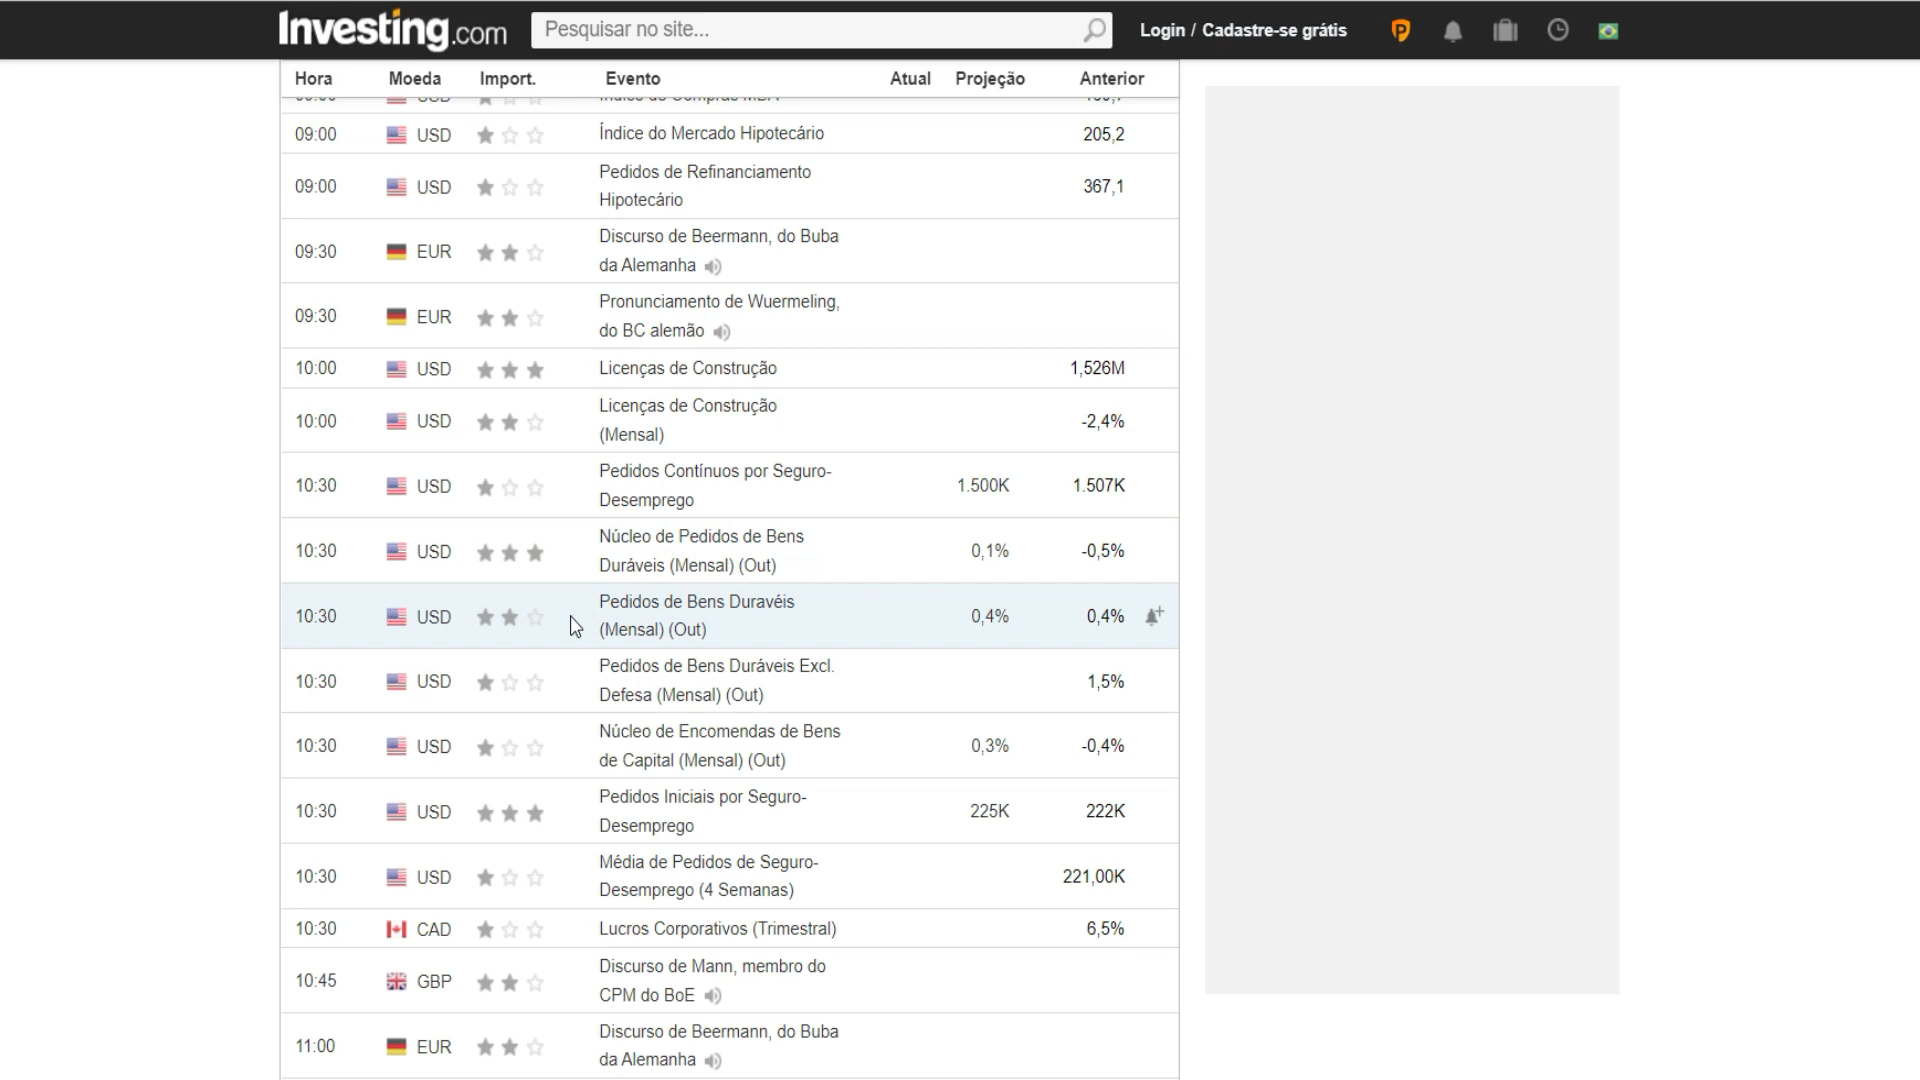 Investing.com
Pesquisar no site...
Login / Cadastre-se grátis
Hora Moeda Import. Evento Atual Projeção Anterior
09:00 USD Índice do Mercado Hipotecário 205,2
09:00 USD Pedidos de Refinanciamento
Hipotecário 367,1
09:30 EUR Discurso de Beermann, do Buba
da Alemanha
09:30 EUR Pronunciamento de Wuermeling,
do BC alemão
10:00 USD Licenças de Construção 1,526M
10:00 USD Licenças de Construção
(Mensal) -2,4%
10:30 USD Pedidos Contínuos por Seguro-
Desemprego 1.500K 1.507K
10:30 USD Núcleo de Pedidos de Bens
Duráveis (Mensal) (Out) 0,1% -0,5%
10:30 USD Pedidos de Bens Duravéis
(Mensal) (Out) 0,4% 0,4%
10:30 USD Pedidos de Bens Duráveis Excl.
Defesa (Mensal) (Out) 1,5%
10:30 USD Núcleo de Encomendas de Bens
de Capital (Mensal) (Out) 0,3% -0,4%
10:30 USD Pedidos Iniciais por Seguro-
Desemprego 225K 222K
10:30 USD Média de Pedidos de Seguro-
Desemprego (4 Semanas) 221,00K
10:30 CAD Lucros Corporativos (Trimestral) 6,5%
10:45 GBP Discurso de Mann, membro do
CPM do BoE
11:00 EUR Discurso de Beermann, do Buba
da Alemanha